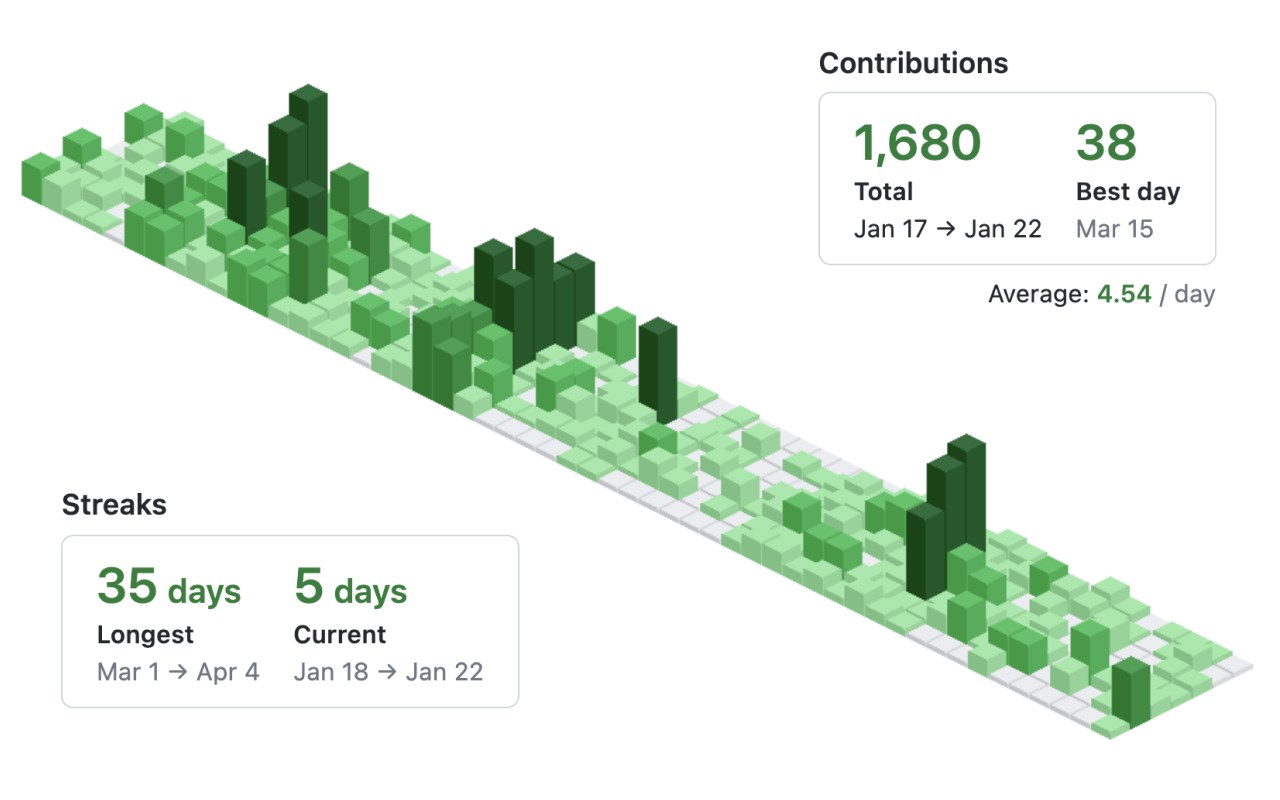 Contributions
1,680 38
Total Best day
Jan 17 → Jan 22 Mar 15
Average: 4.54 / day
Streaks
35 days 5 days
Longest Current
Mar 1 → Apr 4 Jan 18 → Jan 22